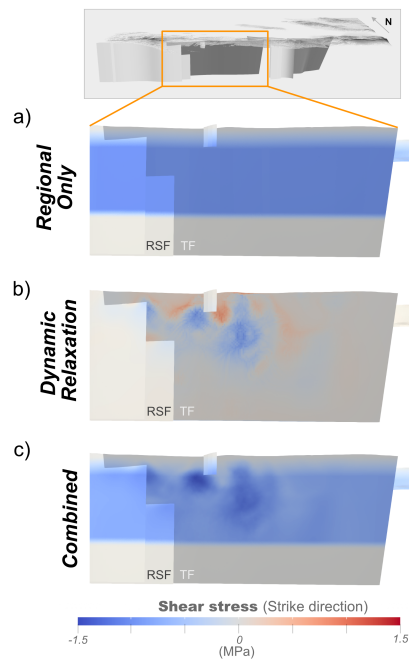 N
a)
Regional
Only
RSF TF
b)
Dynamic
Relaxation
RSF TF
c)
Combined
RSF TF
Shear stress (Strike direction)
-1.5 0 1.5
(MPa)